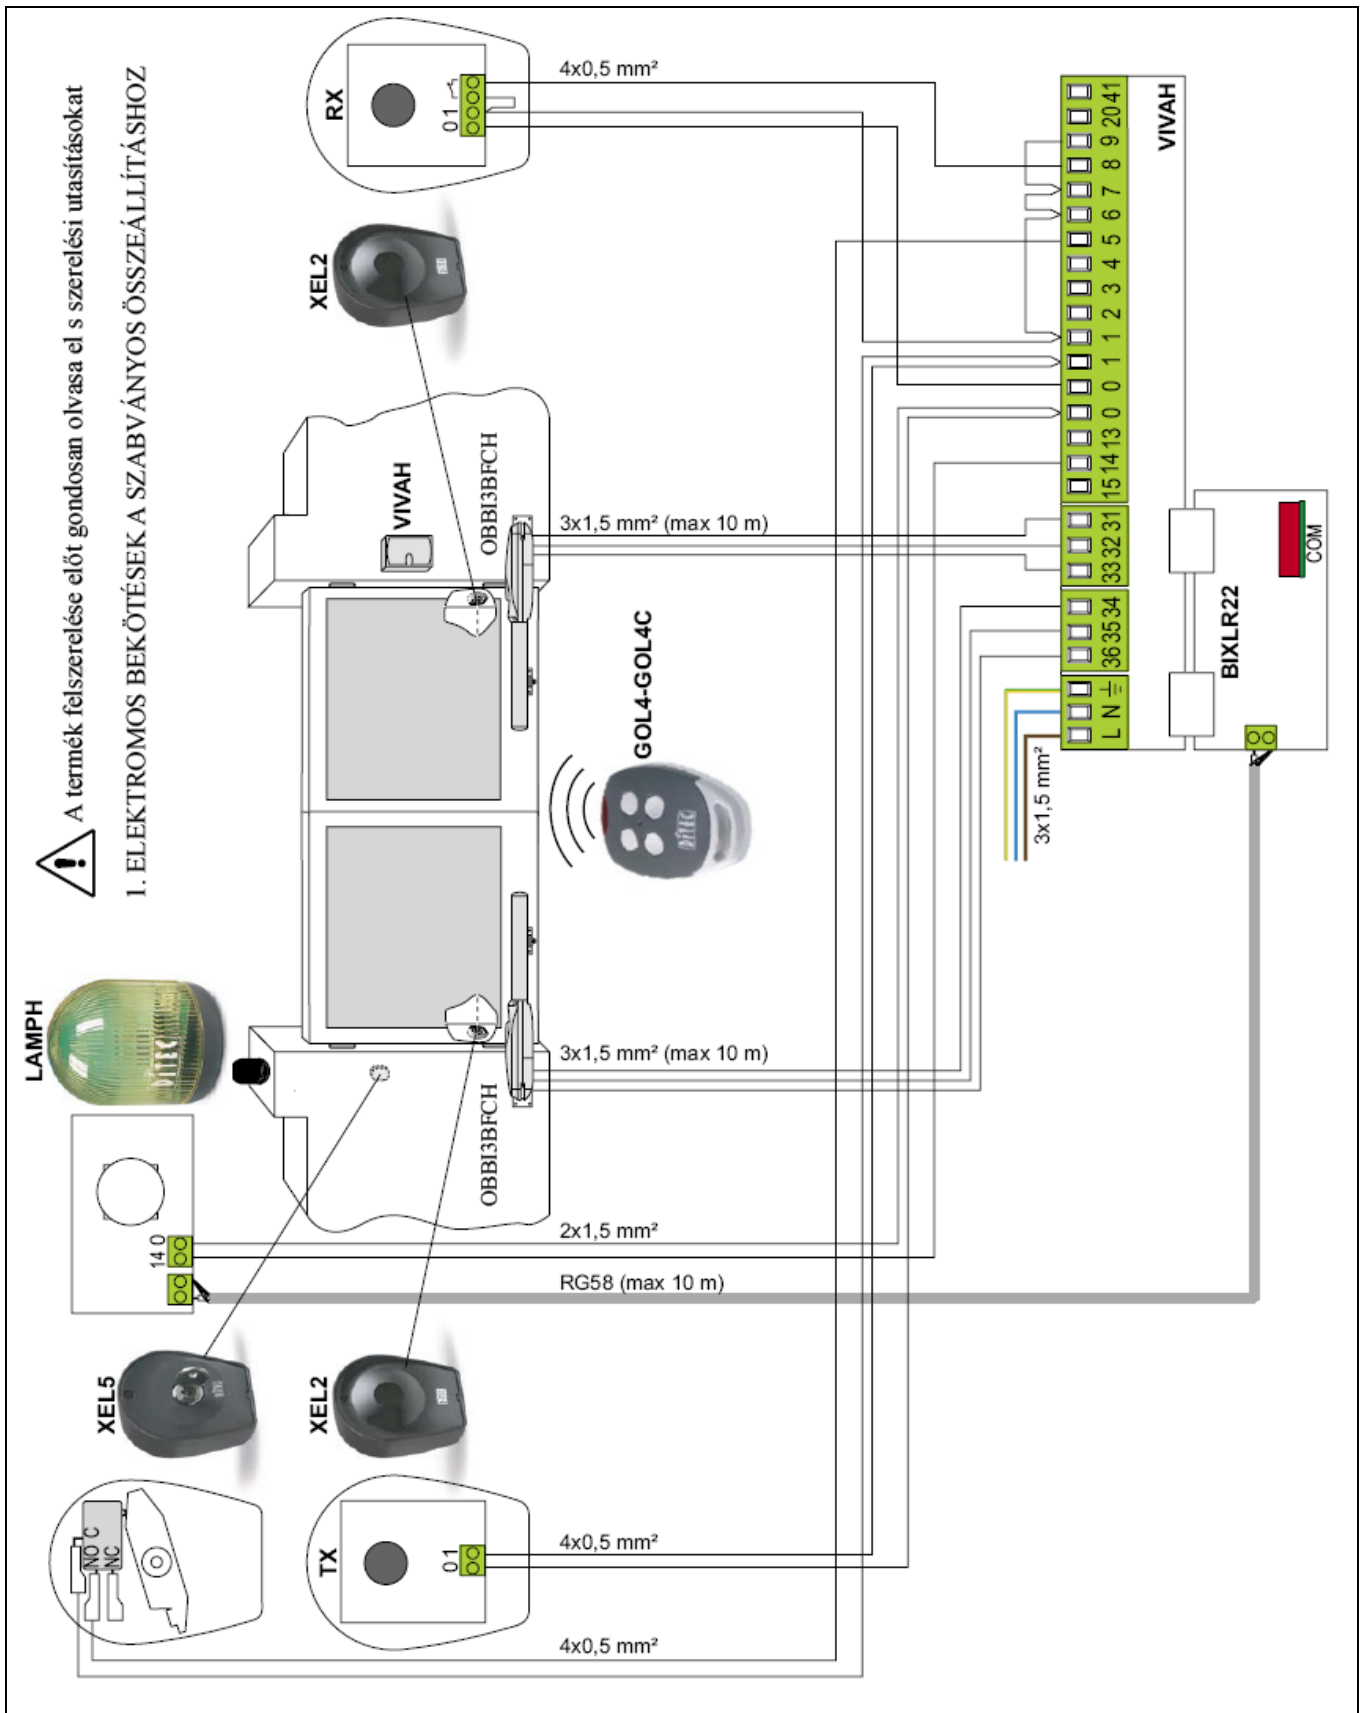 A termék felszerelése előt gondosan olvasa el s szerelési utasításokat
1. ELEKTROMOS BEKÖTÉSEK A SZABVÁNYOS ÖSSZEÁLLÍTÁSHOZ
LAMPH
14 0
XEL5
NO C
NC
XEL2
TX
0 1
DITEC
OBBI3BFCH
VIVAH
OBBI3BFCH
XEL2
RX
0 1
GOL4-GOL4C
DITEC
4x0,5 mm²
4x0,5 mm²
RG58 (max 10 m)
2x1,5 mm²
3x1,5 mm² (max 10 m)
3x1,5 mm² (max 10 m)
4x0,5 mm²
3x1,5 mm²
L N
36 35 34
33 32 31
15 14 13 0 0 1 1 2 3 4 5 6 7 8 9 20 41
VIVAH
BIXLR22
COM